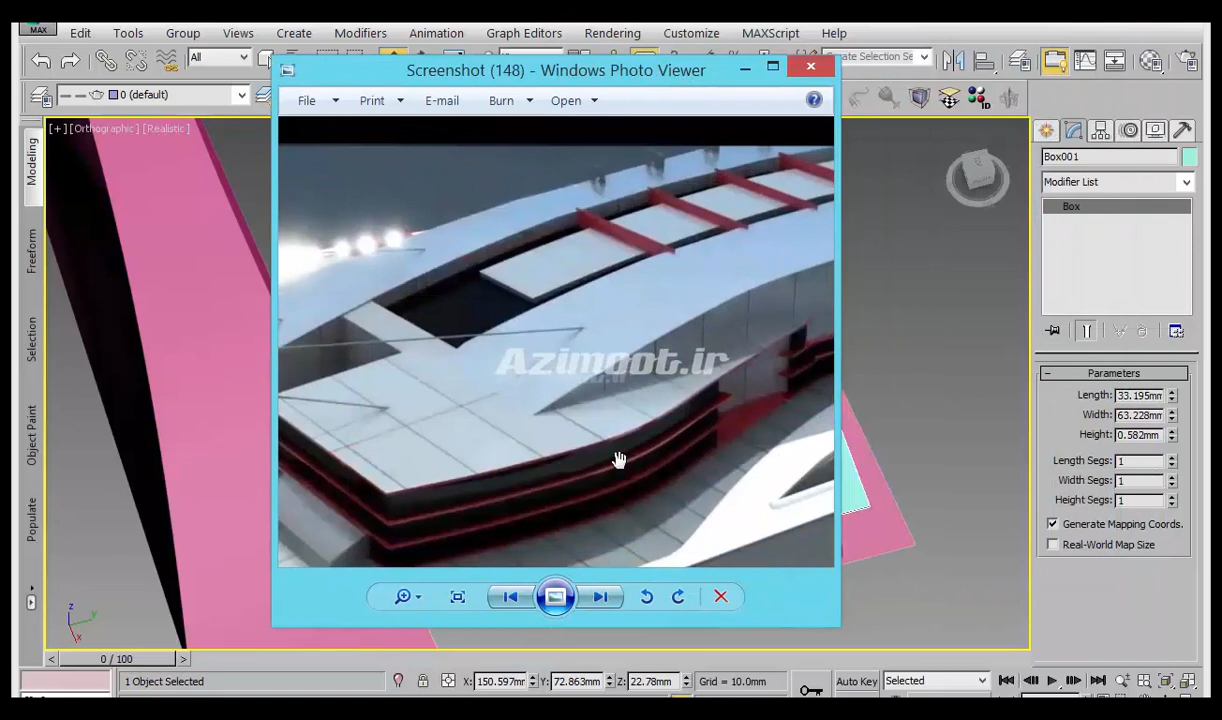 MAX Edit Tools Group Views Create Modifiers Animation Graph Editors Rendering Customize MAXScript Help
All
Create Selection Se
0 (default)
Screenshot (148) - Windows Photo Viewer
File Print E-mail Burn Open
[+] [Orthographic] [Realistic]
Modeling
Freeform
Selection
Object Paint
Populate
Azimoot.ir
Box001
Modifier List
Box
Parameters
Length: 33.195mm
Width: 63.228mm
Height: 0.582mm
Length Segs: 1
Width Segs: 1
Height Segs: 1
Generate Mapping Coords.
Real-World Map Size
z
y
x
0 / 100
1 Object Selected
X: 150.597mm Y: 72.863mm Z: 22.78mm Grid = 10.0mm
Auto Key Selected